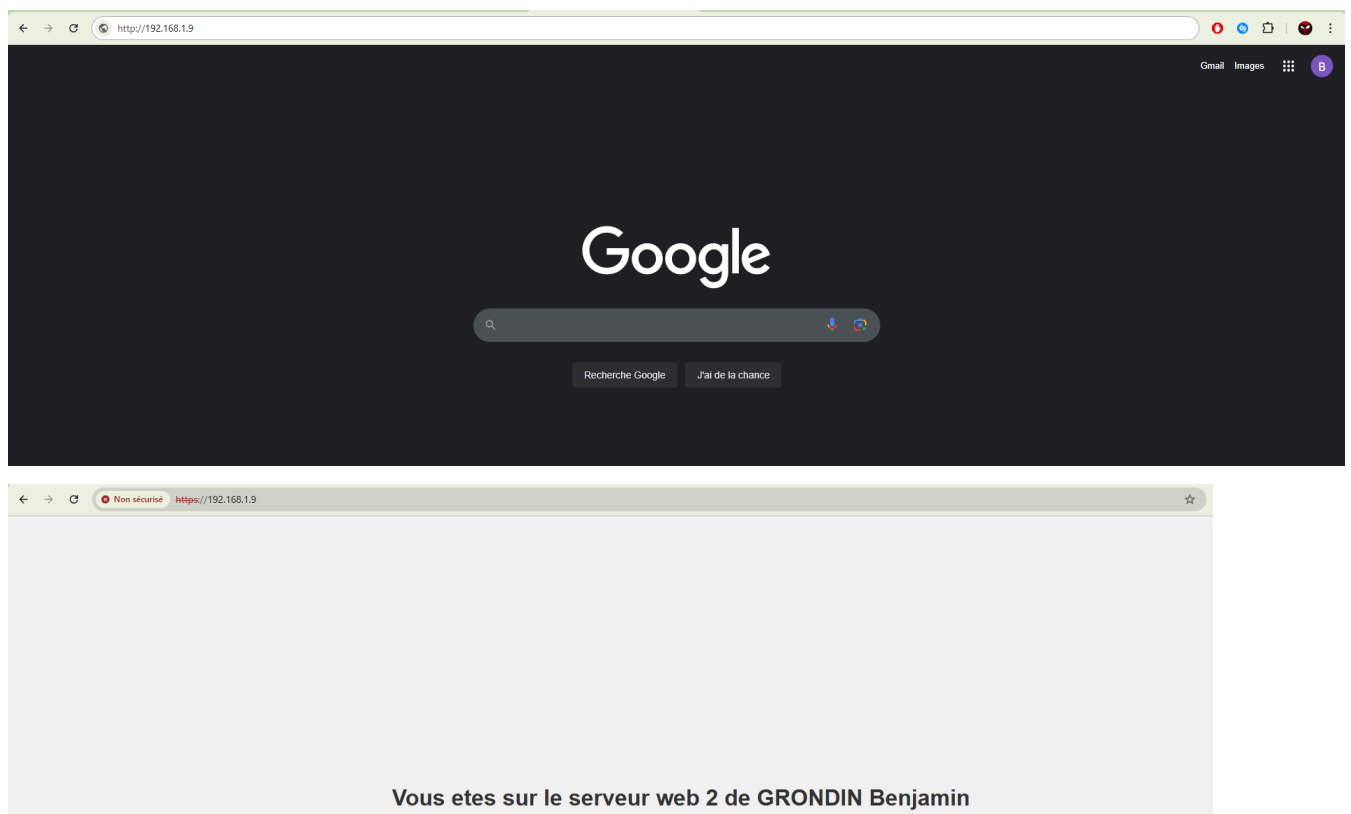 http://192.168.1.9
Gmail Images B
Google
Recherche Google J'ai de la chance
Non sécurisé https://192.168.1.9
Vous etes sur le serveur web 2 de GRONDIN Benjamin